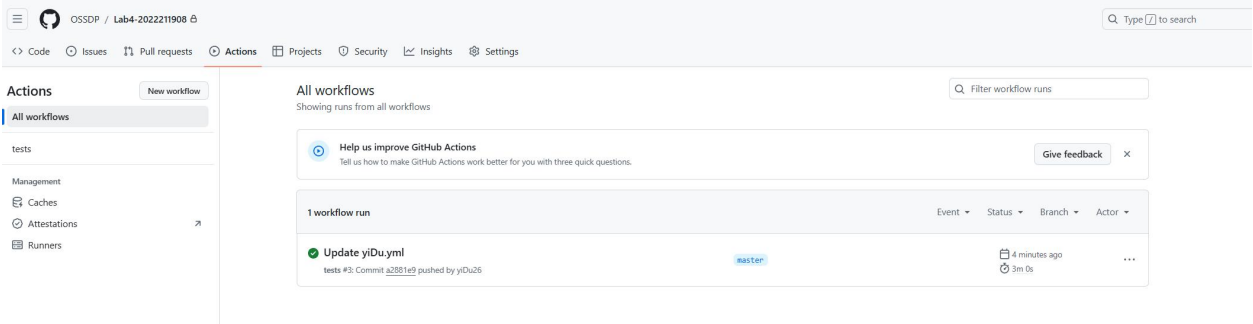 OSSDP / Lab4-2022211908
Type / to search
Code Issues Pull requests Actions Projects Security Insights Settings
Actions
New workflow
All workflows
tests
Management
Caches
Attestations
Runners
All workflows
Showing runs from all workflows
Filter workflow runs
Help us improve GitHub Actions
Tell us how to make GitHub Actions work better for you with three quick questions.
Give feedback
1 workflow run
Event Status Branch Actor
Update yiDu.yml
tests #3: Commit a2881e9 pushed by yiDu26
master
4 minutes ago
3m 0s